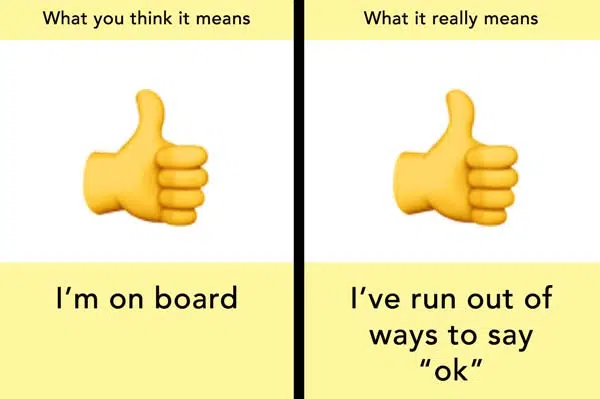 What you think it means
I’m on board
What it really means
I’ve run out of
ways to say
“ok”